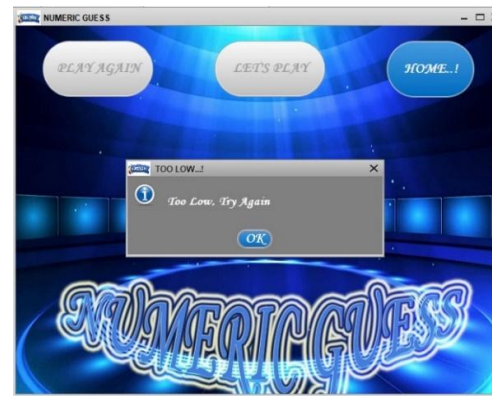 NUMERIC GUESS
PLAY AGAIN
LET'S PLAY
HOME..!
TOO LOW..!
Too Low, Try Again
OK
NUMERIC GUESS